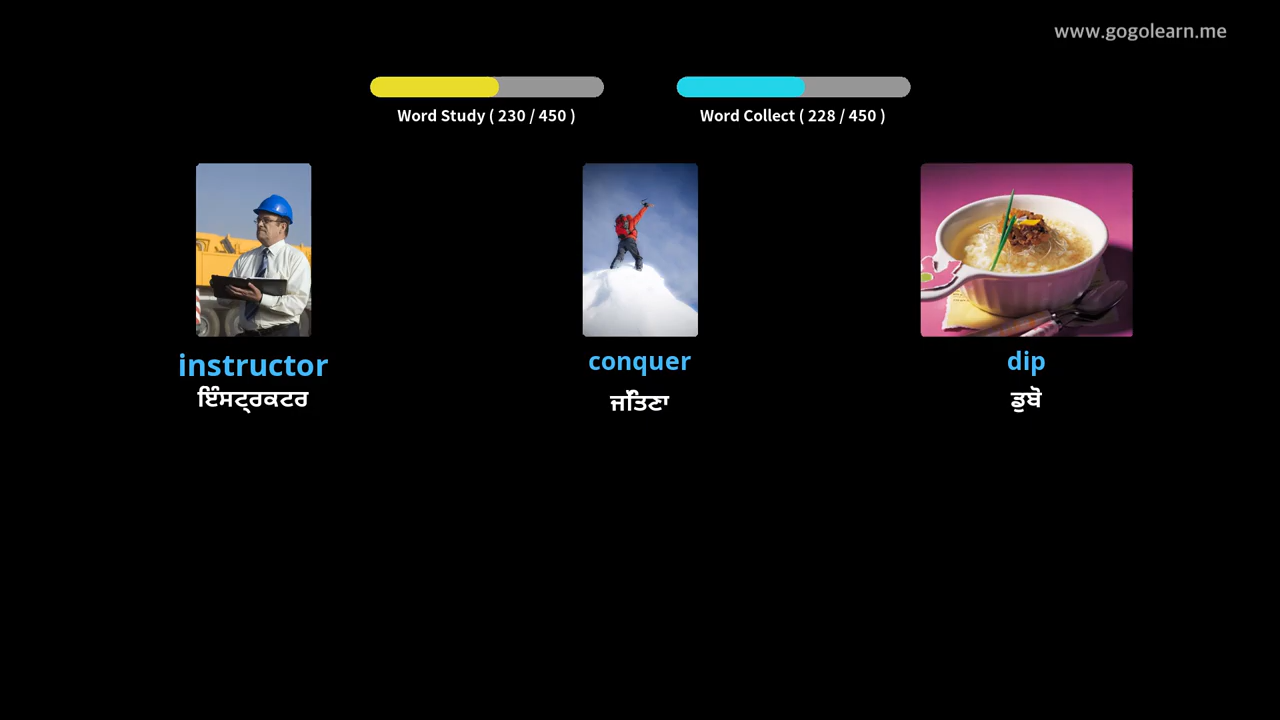 www.gogolearn.me
Word Study ( 230 / 450 )
Word Collect ( 228 / 450 )
instructor
conquer
dip
ਇੰਸਟ੍ਰਕਟਰ
ਜਿੱਤਣਾ
ਡੁਬੋ